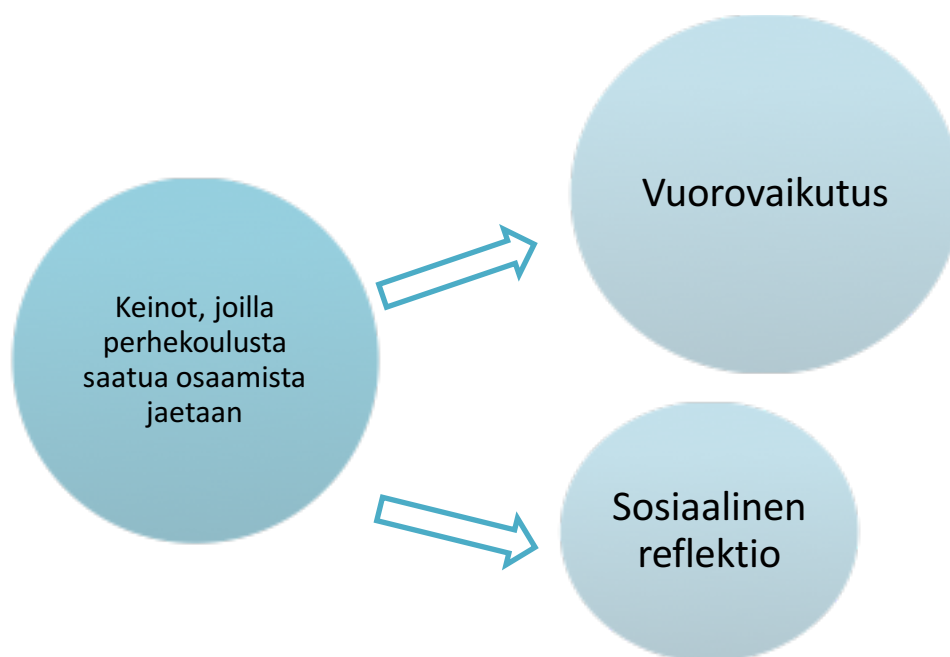 Keinot, joilla
perhekoulusta
saatua osaamista
jaetaan
Vuorovaikutus
Sosiaalinen
reflektio